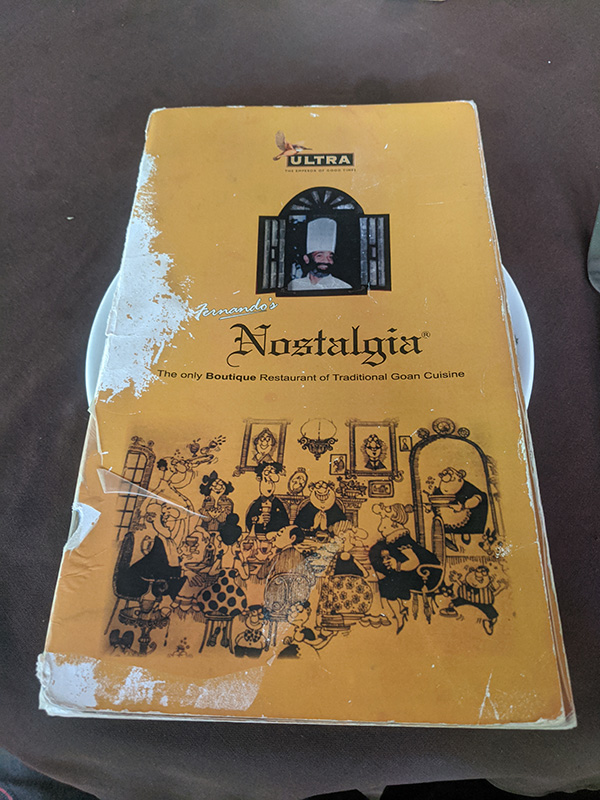 ULTRA
THE EMPEROR OF GOOD TIMES
Fernando's
Nostalgia®
The only Boutique Restaurant of Traditional Goan Cuisine